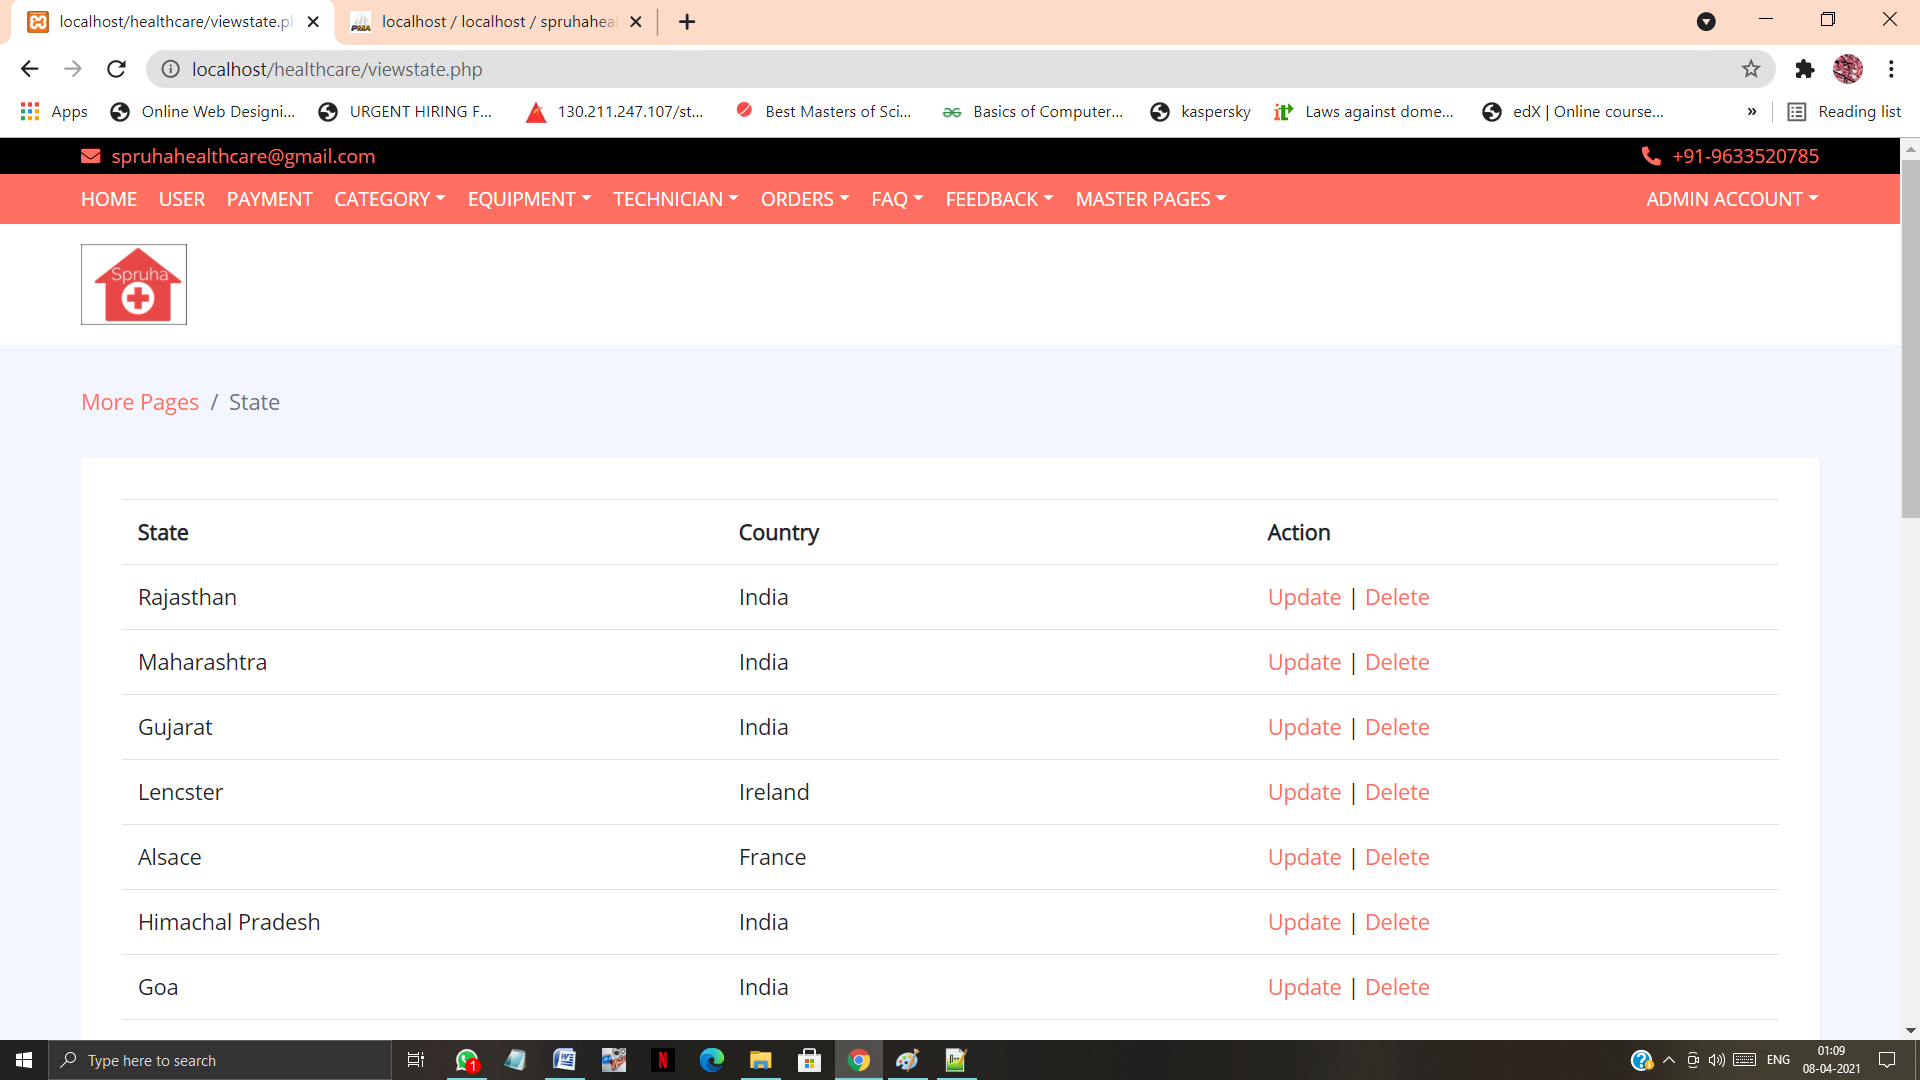 localhost/healthcare/viewstate.p
localhost / localhost / spruhahea
localhost/healthcare/viewstate.php
Apps
Online Web Designi...
URGENT HIRING F...
130.211.247.107/st...
Best Masters of Sci...
Basics of Computer...
kaspersky
Laws against dome...
edX | Online course...
»
Reading list
spruhahealthcare@gmail.com
+91-9633520785
HOME USER PAYMENT CATEGORY EQUIPMENT TECHNICIAN ORDERS FAQ FEEDBACK MASTER PAGES ADMIN ACCOUNT
Spruha
More Pages / State
State Country Action
Rajasthan India Update | Delete
Maharashtra India Update | Delete
Gujarat India Update | Delete
Lencster Ireland Update | Delete
Alsace France Update | Delete
Himachal Pradesh India Update | Delete
Goa India Update | Delete
Type here to search
1
ENG
01:09
08-04-2021